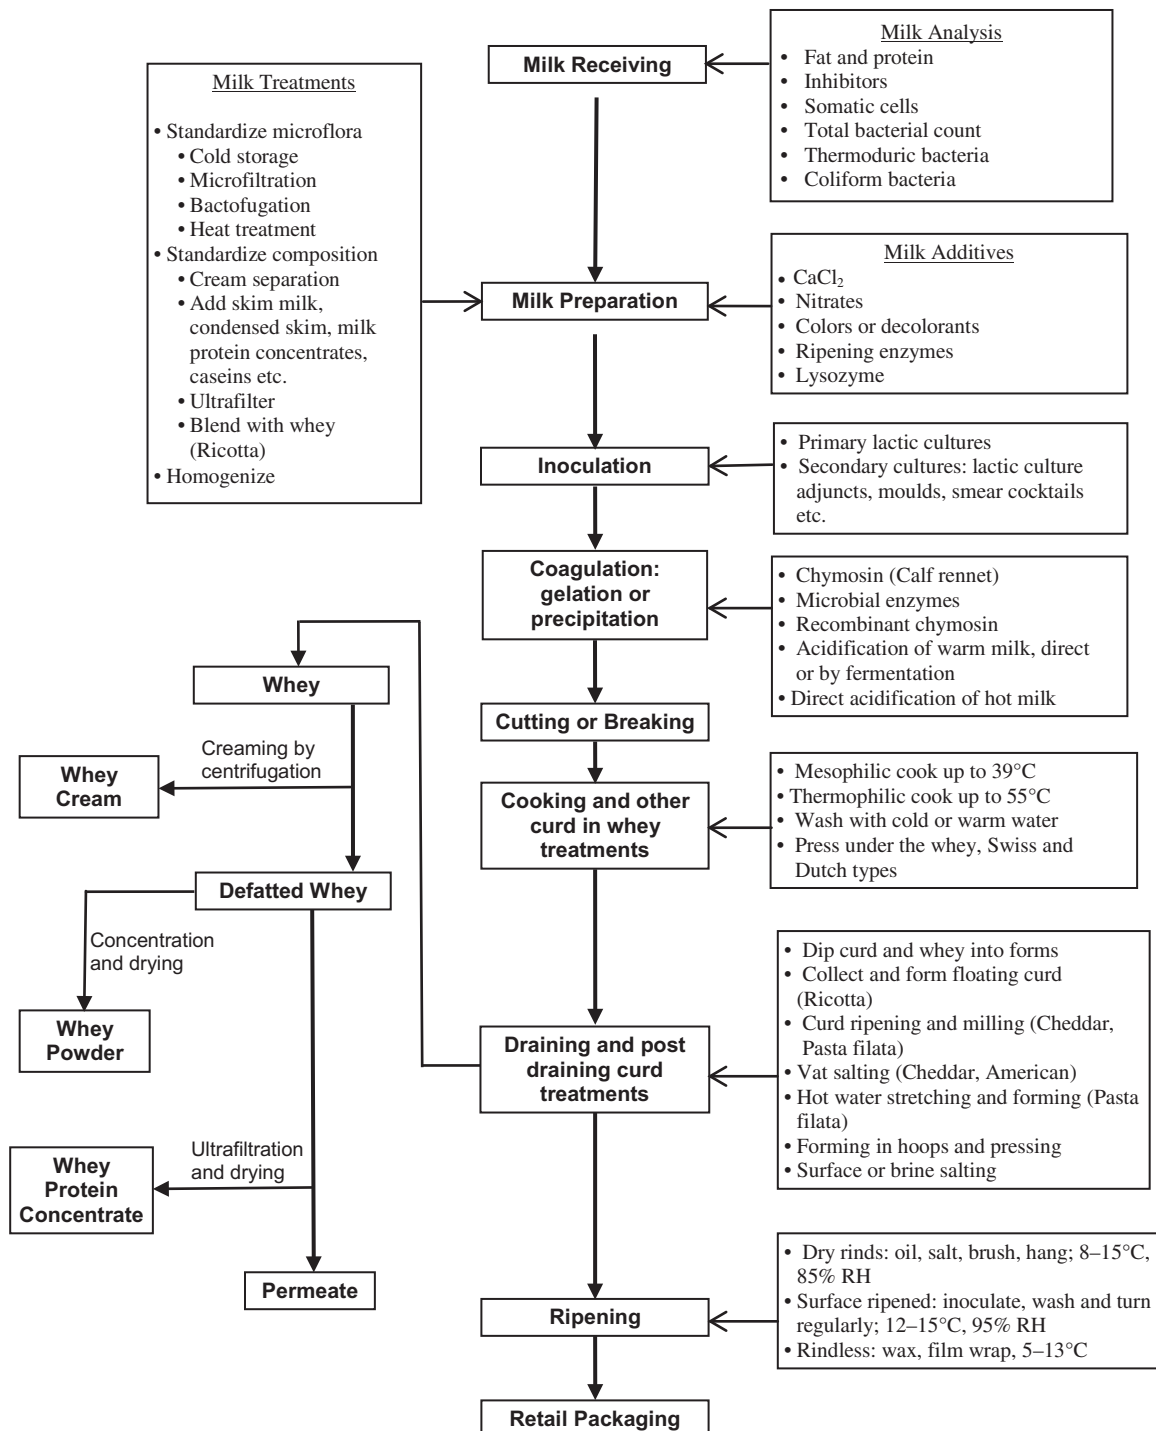 Milk Receiving
Milk Analysis
• Fat and protein
• Inhibitors
• Somatic cells
• Total bacterial count
• Thermoduric bacteria
• Coliform bacteria
Milk Treatments
• Standardize microflora
• Cold storage
• Microfiltration
• Bactofugation
• Heat treatment
• Standardize composition
• Cream separation
• Add skim milk,
condensed skim, milk
protein concentrates,
caseins etc.
• Ultrafilter
• Blend with whey
(Ricotta)
• Homogenize
Milk Preparation
Milk Additives
• CaCl₂
• Nitrates
• Colors or decolorants
• Ripening enzymes
• Lysozyme
Inoculation
• Primary lactic cultures
• Secondary cultures: lactic culture
adjuncts, moulds, smear cocktails
etc.
Coagulation:
gelation or
precipitation
• Chymosin (Calf rennet)
• Microbial enzymes
• Recombinant chymosin
• Acidification of warm milk, direct
or by fermentation
• Direct acidification of hot milk
Cutting or Breaking
Cooking and other
curd in whey
treatments
• Mesophilic cook up to 39°C
• Thermophilic cook up to 55°C
• Wash with cold or warm water
• Press under the whey, Swiss and
Dutch types
Draining and post
draining curd
treatments
• Dip curd and whey into forms
• Collect and form floating curd
(Ricotta)
• Curd ripening and milling (Cheddar,
Pasta filata)
• Vat salting (Cheddar, American)
• Hot water stretching and forming (Pasta
filata)
• Forming in hoops and pressing
• Surface or brine salting
Whey
Creaming by
centrifugation
Whey
Cream
Defatted Whey
Concentration
and drying
Whey
Powder
Ultrafiltration
and drying
Whey
Protein
Concentrate
Permeate
Ripening
• Dry rinds: oil, salt, brush, hang; 8–15°C,
85% RH
• Surface ripened: inoculate, wash and turn
regularly; 12–15°C, 95% RH
• Rindless: wax, film wrap, 5–13°C
Retail Packaging